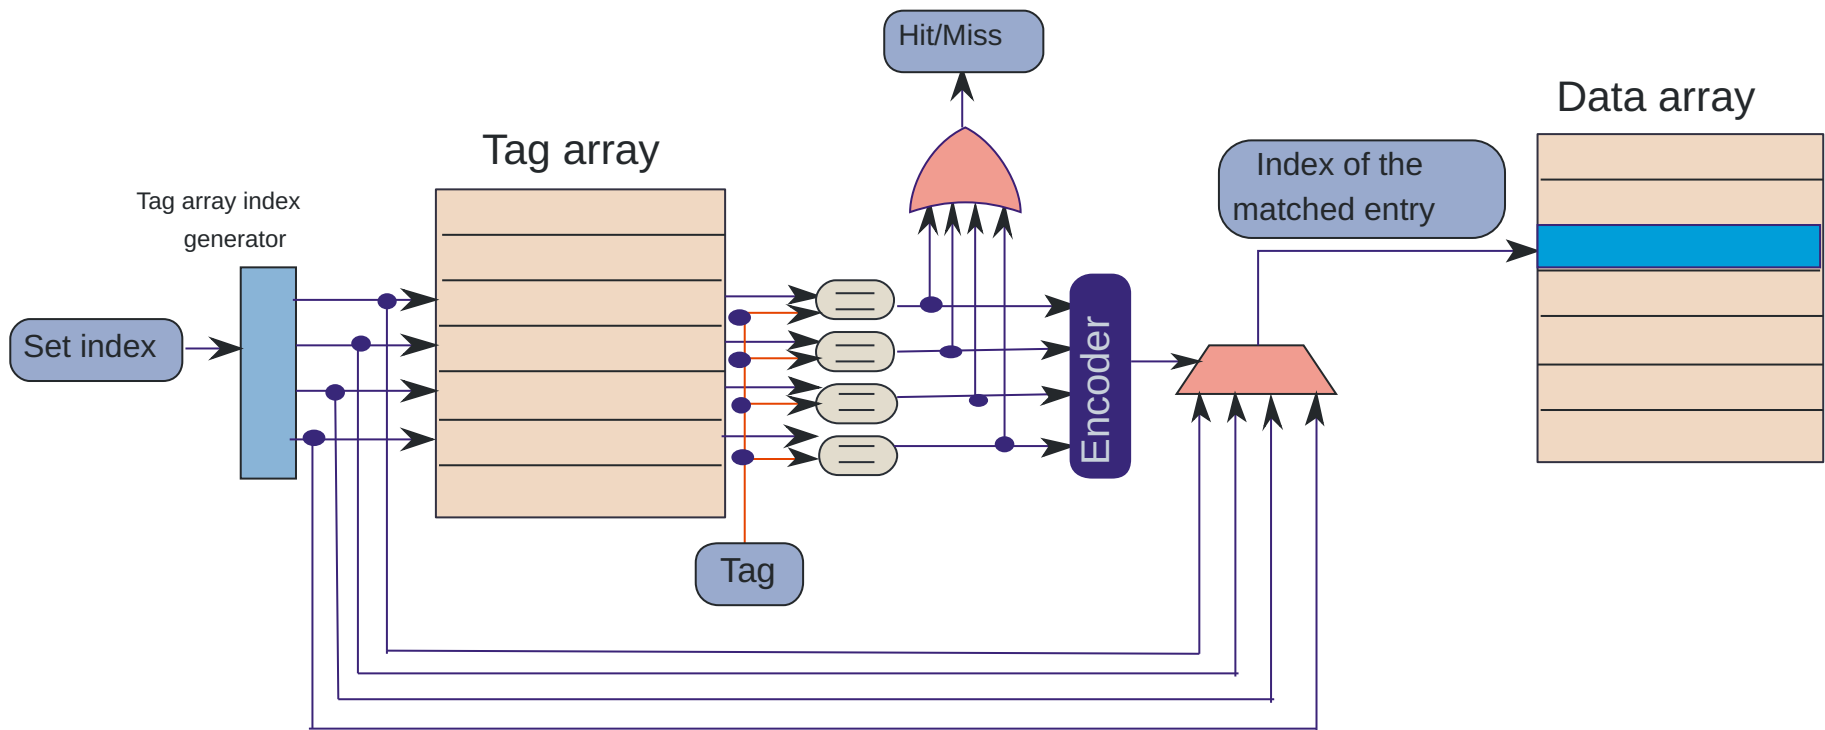 Hit/Miss
Data array
Tag array
Index of the
matched entry
Tag array index
generator
Set index
Encoder
Tag